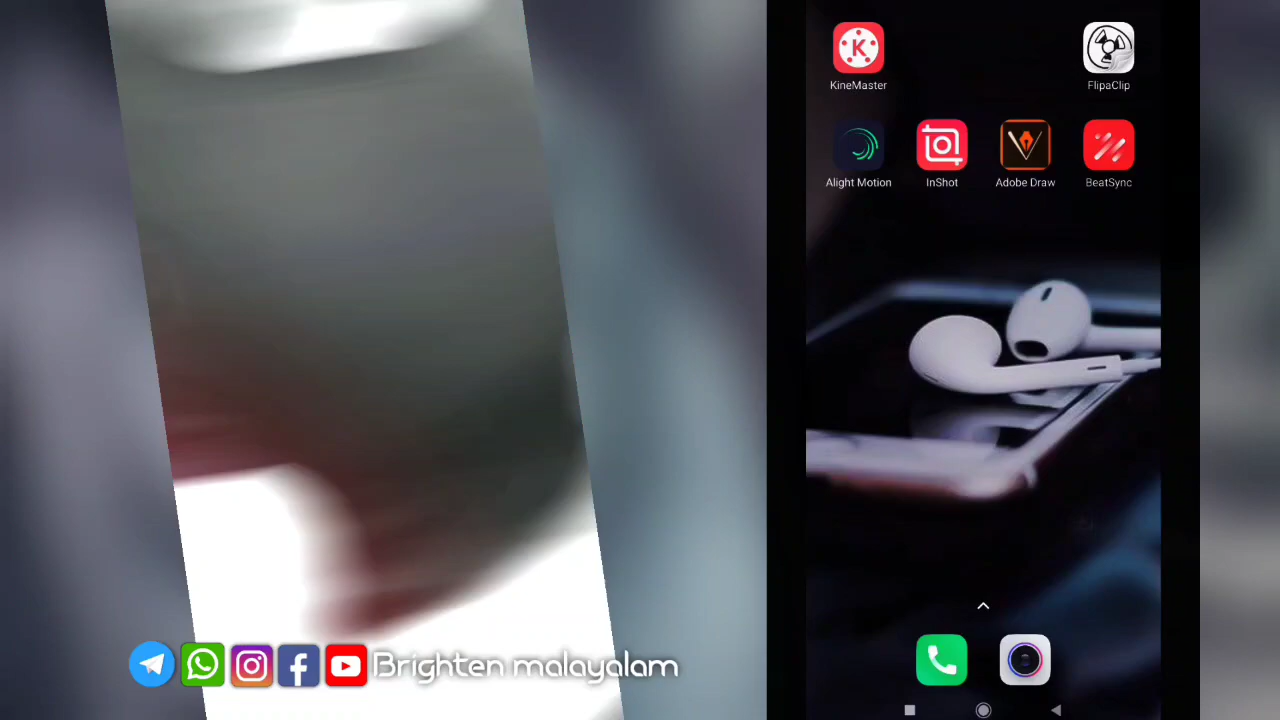 KineMaster
FlipaClip
Alight Motion
InShot
Adobe Draw
BeatSync
Brighten malayalam